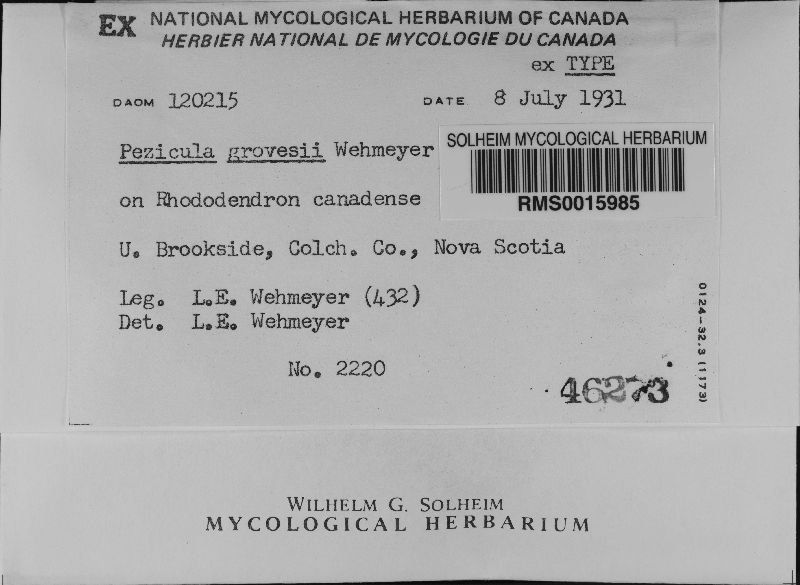 EX NATIONAL MYCOLOGICAL HERBARIUM OF CANADA
HERBIER NATIONAL DE MYCOLOGIE DU CANADA
ex TYPE
DAOM 120215 DATE 8 July 1931
Pezicula grovesii Wehmeyer
SOLHEIM MYCOLOGICAL HERBARIUM
RMS0015985
on Rhododendron canadense
U. Brookside, Colch. Co., Nova Scotia
Leg. L.E. Wehmeyer (432)
Det. L.E. Wehmeyer
No. 2220
46273
0124-32.3 (1173)
WILHELM G. SOLHEIM
MYCOLOGICAL HERBARIUM